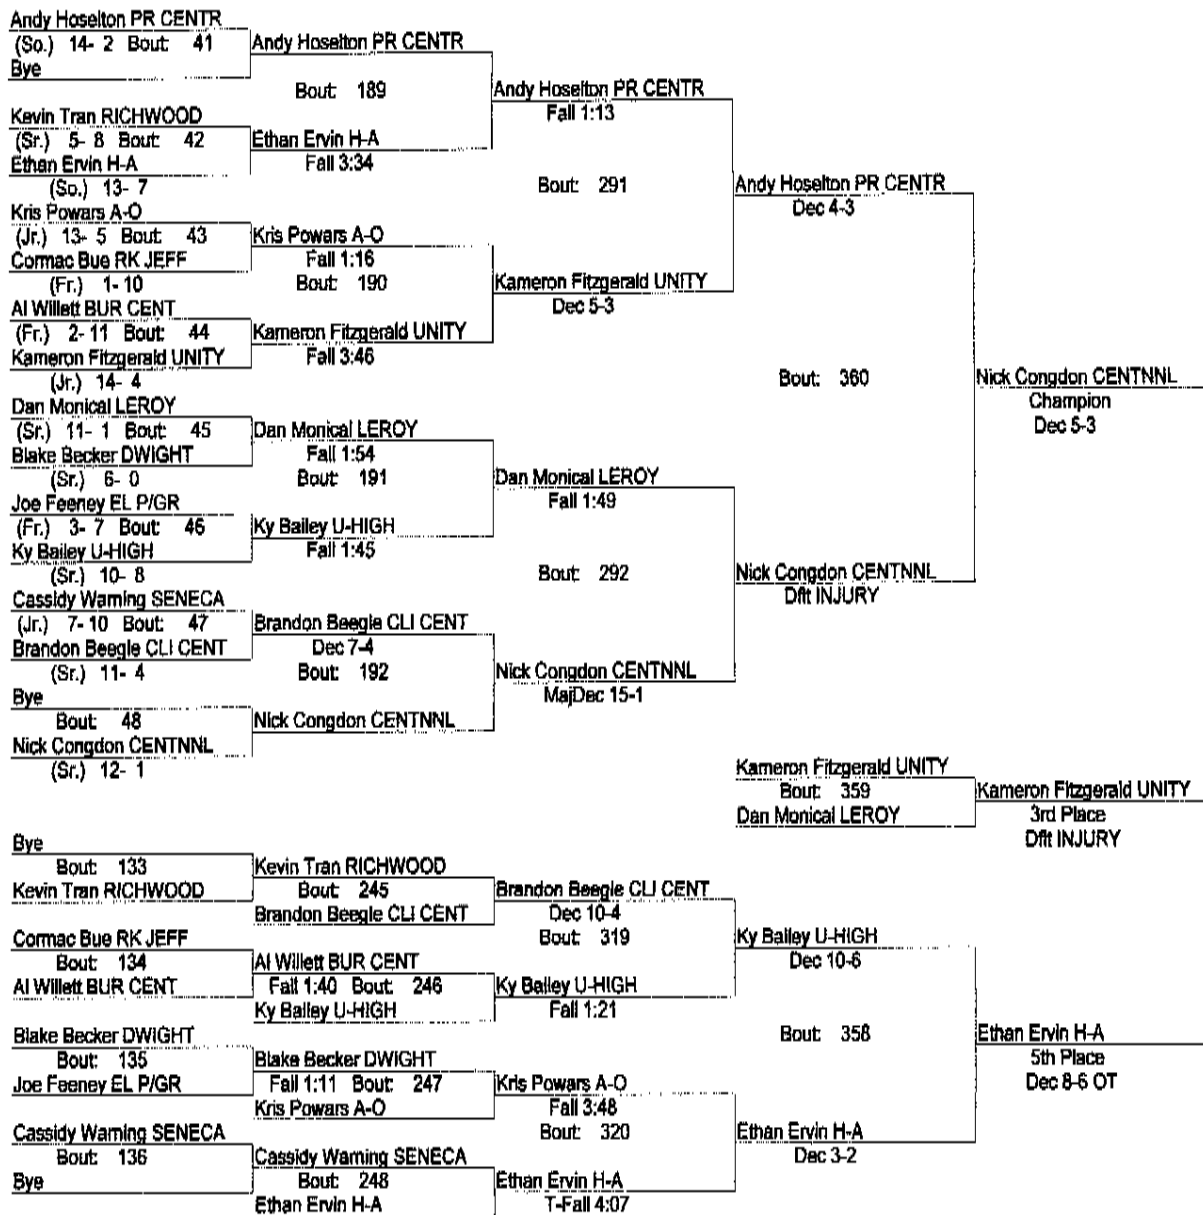 Andy Hoselton PR CENTR
(So.) 14- 2 Bout: 41
Bye
Andy Hoselton PR CENTR
Bout: 189
Kevin Tran RICHWOOD
(Sr.) 5- 8 Bout: 42
Ethan Ervin H-A
(So.) 13- 7
Ethan Ervin H-A
Fall 3:34
Andy Hoselton PR CENTR
Fall 1:13
Bout: 291
Kris Powars A-O
(Jr.) 13- 5 Bout: 43
Cormac Bue RK JEFF
(Fr.) 1- 10
Kris Powars A-O
Fall 1:16
Bout: 190
Al Willett BUR CENT
(Fr.) 2- 11 Bout: 44
Kameron Fitzgerald UNITY
(Jr.) 14- 4
Kameron Fitzgerald UNITY
Fall 3:46
Kameron Fitzgerald UNITY
Dec 5-3
Andy Hoselton PR CENTR
Dec 4-3
Bout: 360
Dan Monical LEROY
(Sr.) 11- 1 Bout: 45
Blake Becker DWIGHT
(Sr.) 6- 0
Dan Monical LEROY
Fall 1:54
Bout: 191
Joe Feeney EL P/GR
(Fr.) 3- 7 Bout: 46
Ky Bailey U-HIGH
(Sr.) 10- 8
Ky Bailey U-HIGH
Fall 1:45
Dan Monical LEROY
Fall 1:49
Bout: 292
Cassidy Warning SENECA
(Jr.) 7- 10 Bout: 47
Brandon Beegle CLI CENT
(Sr.) 11- 4
Brandon Beegle CLI CENT
Dec 7-4
Bout: 192
Bye
Bout: 48
Nick Congdon CENTNNL
(Sr.) 12- 1
Nick Congdon CENTNNL
Nick Congdon CENTNNL
MajDec 15-1
Nick Congdon CENTNNL
Dflt INJURY
Nick Congdon CENTNNL
Champion
Dec 5-3
Kameron Fitzgerald UNITY
Bout: 359
Dan Monical LEROY
Kameron Fitzgerald UNITY
3rd Place
Dflt INJURY
Bye
Bout: 133
Kevin Tran RICHWOOD
Kevin Tran RICHWOOD
Bout: 245
Brandon Beegle CLI CENT
Brandon Beegle CLI CENT
Dec 10-4
Bout: 319
Cormac Bue RK JEFF
Bout: 134
Al Willett BUR CENT
Al Willett BUR CENT
Fall 1:40 Bout: 246
Ky Bailey U-HIGH
Ky Bailey U-HIGH
Fall 1:21
Ky Bailey U-HIGH
Dec 10-6
Bout: 358
Blake Becker DWIGHT
Bout: 135
Joe Feeney EL P/GR
Blake Becker DWIGHT
Fall 1:11 Bout: 247
Kris Powars A-O
Kris Powars A-O
Fall 3:48
Bout: 320
Cassidy Warning SENECA
Bout: 136
Bye
Cassidy Warning SENECA
Bout: 248
Ethan Ervin H-A
Ethan Ervin H-A
T-Fall 4:07
Ethan Ervin H-A
Dec 3-2
Ethan Ervin H-A
5th Place
Dec 8-6 OT